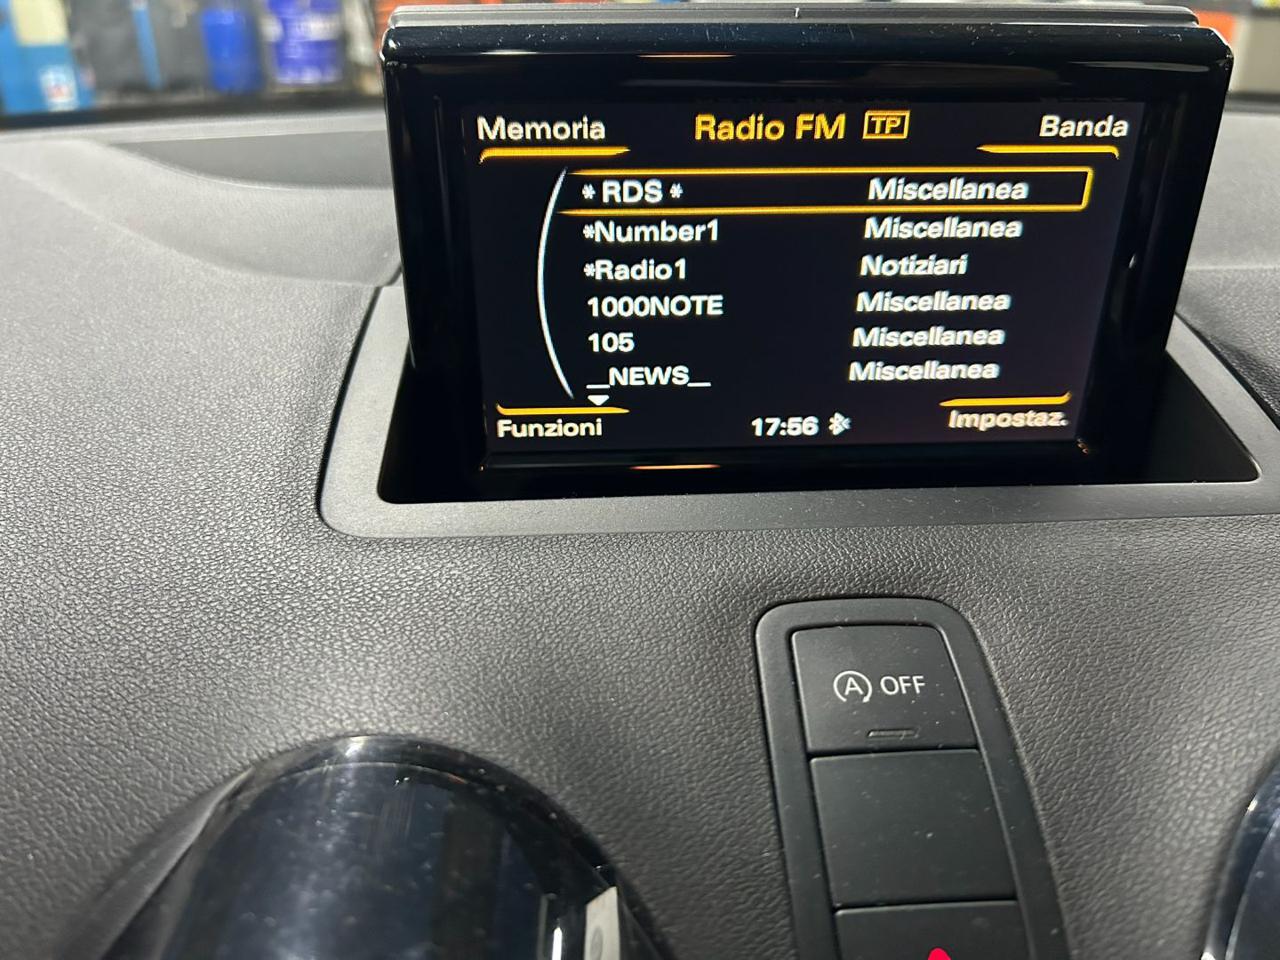 Memoria Radio FM TP Banda
* RDS * Miscellanea
*Number1 Miscellanea
*Radio1 Notiziari
1000NOTE Miscellanea
105 Miscellanea
_NEWS_ Miscellanea
Funzioni 17:56 Impostaz.
A OFF